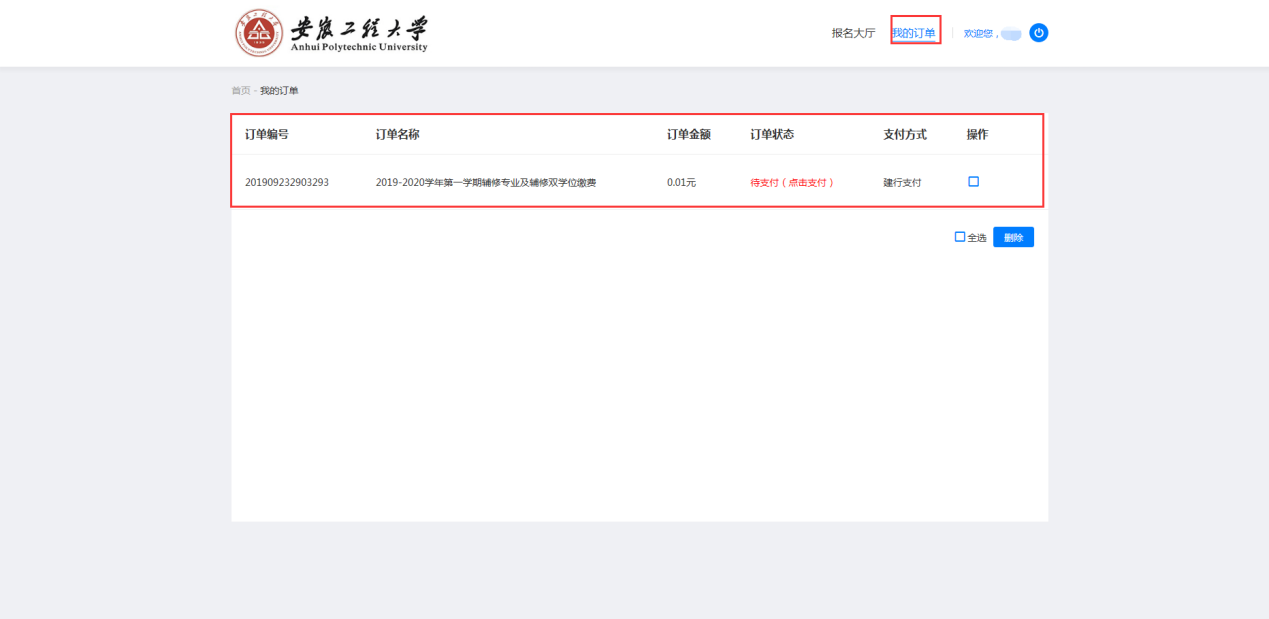 安徽工程大学
Anhui Polytechnic University
报名大厅 我的订单 欢迎您，
首页 - 我的订单
订单编号 订单名称 订单金额 订单状态 支付方式 操作
201909232903293 2019-2020学年第一学期辅修专业及辅修双学位缴费 0.01元 待支付（点击支付） 建行支付
全选 删除